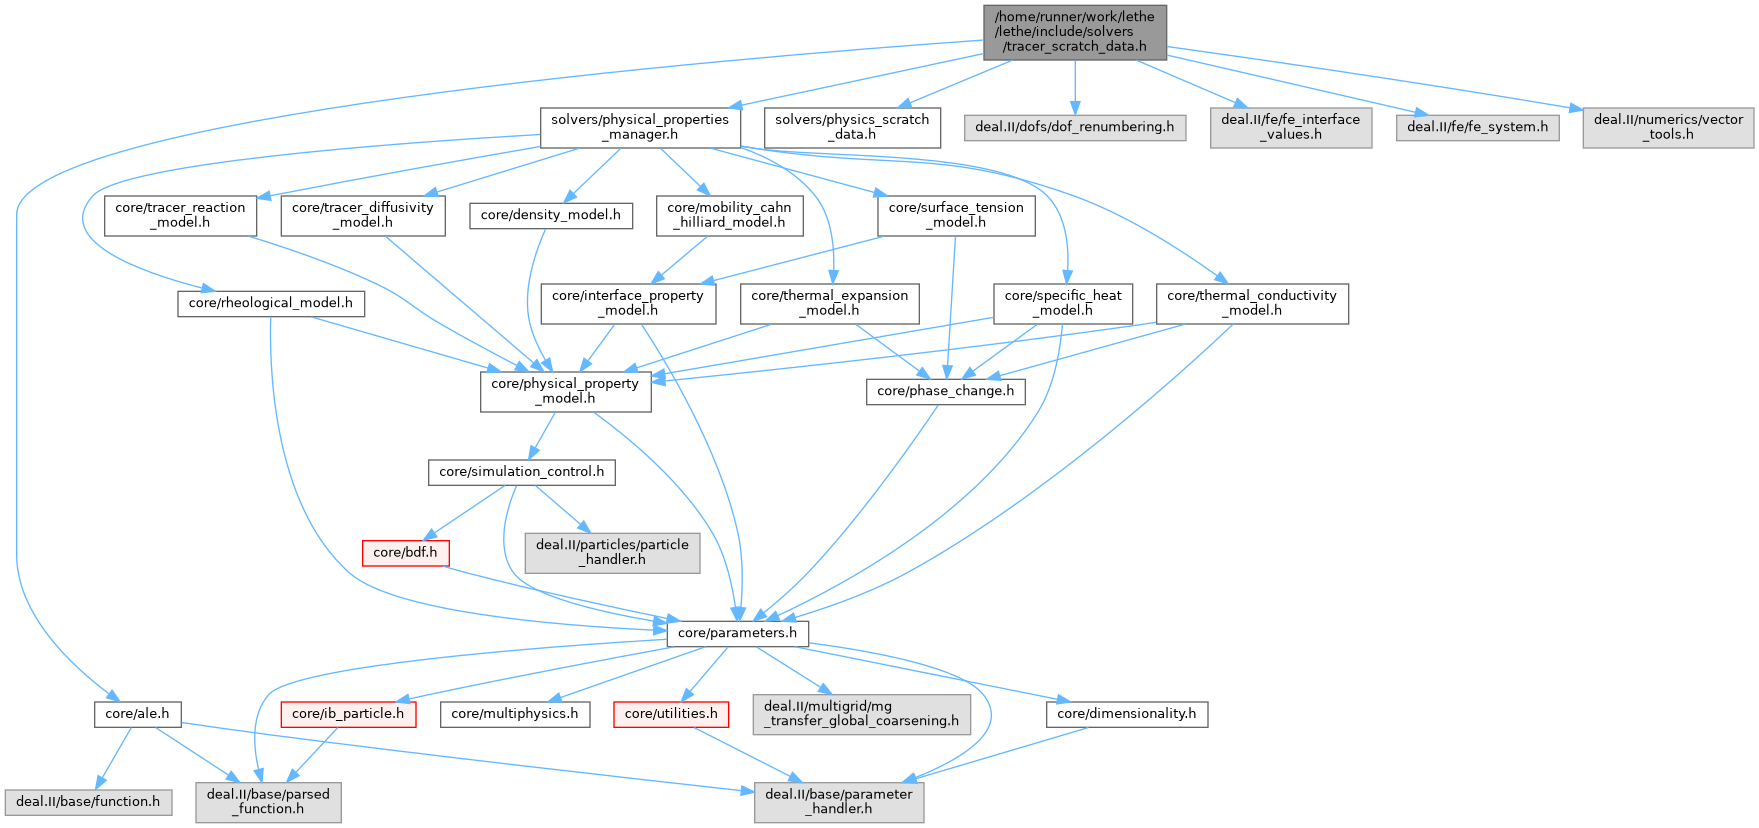 /home/runner/work/lethe
/lethe/include/solvers
/tracer_scratch_data.h
solvers/physical_properties
_manager.h
solvers/physics_scratch
_data.h
deal.II/dofs/dof_renumbering.h
deal.II/fe/fe_interface
_values.h
deal.II/fe/fe_system.h
deal.II/numerics/vector
_tools.h
core/tracer_reaction
_model.h
core/tracer_diffusivity
_model.h
core/density_model.h
core/mobility_cahn
_hilliard_model.h
core/surface_tension
_model.h
core/rheological_model.h
core/interface_property
_model.h
core/thermal_expansion
_model.h
core/specific_heat
_model.h
core/thermal_conductivity
_model.h
core/physical_property
_model.h
core/phase_change.h
core/simulation_control.h
core/bdf.h
deal.II/particles/particle
_handler.h
core/parameters.h
core/ale.h
core/ib_particle.h
core/multiphysics.h
core/utilities.h
deal.II/multigrid/mg
_transfer_global_coarsening.h
core/dimensionality.h
deal.II/base/function.h
deal.II/base/parsed
_function.h
deal.II/base/parameter
_handler.h